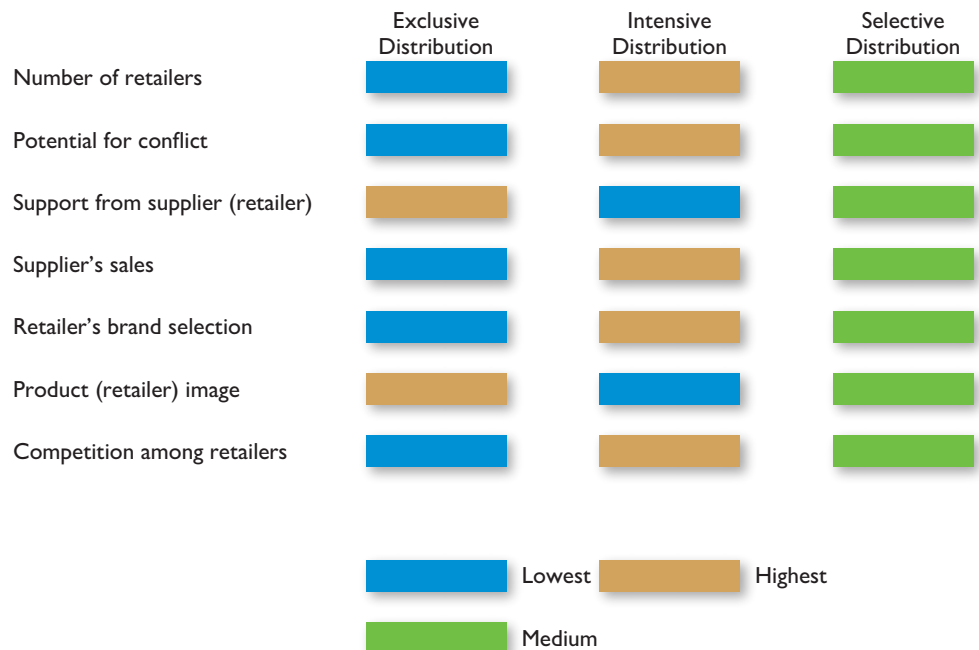 Exclusive
Distribution
Intensive
Distribution
Selective
Distribution
Number of retailers
Potential for conflict
Support from supplier (retailer)
Supplier’s sales
Retailer’s brand selection
Product (retailer) image
Competition among retailers
Lowest
Highest
Medium